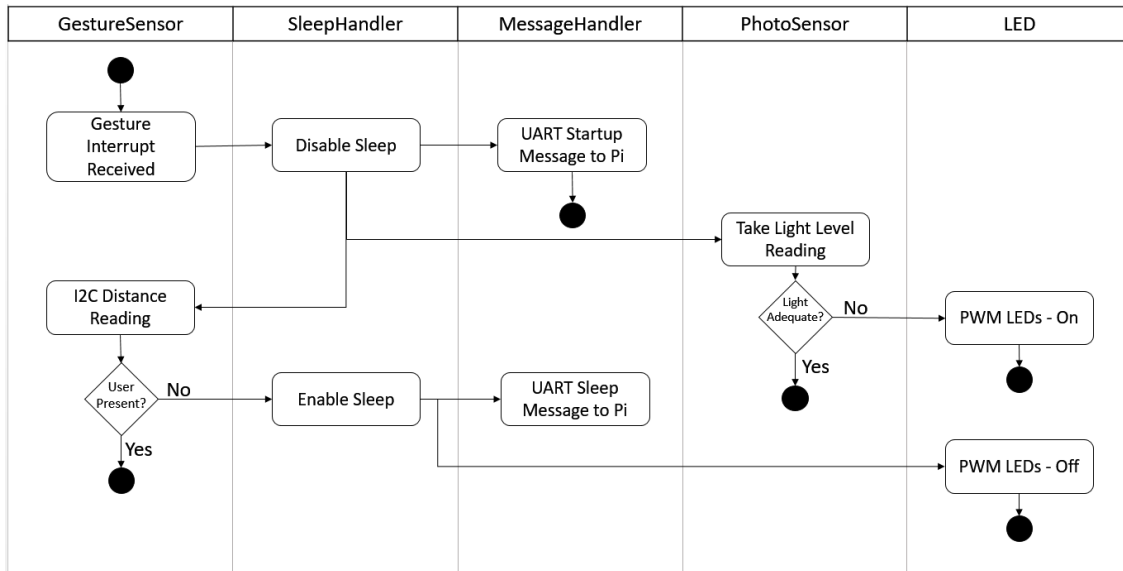 GestureSensor
SleepHandler
MessageHandler
PhotoSensor
LED
Gesture
Interrupt
Received
Disable Sleep
UART Startup
Message to Pi
Take Light Level
Reading
I2C Distance
Reading
Light
Adequate?
No
PWM LEDs - On
Yes
User
Present?
No
Enable Sleep
UART Sleep
Message to Pi
Yes
PWM LEDs - Off